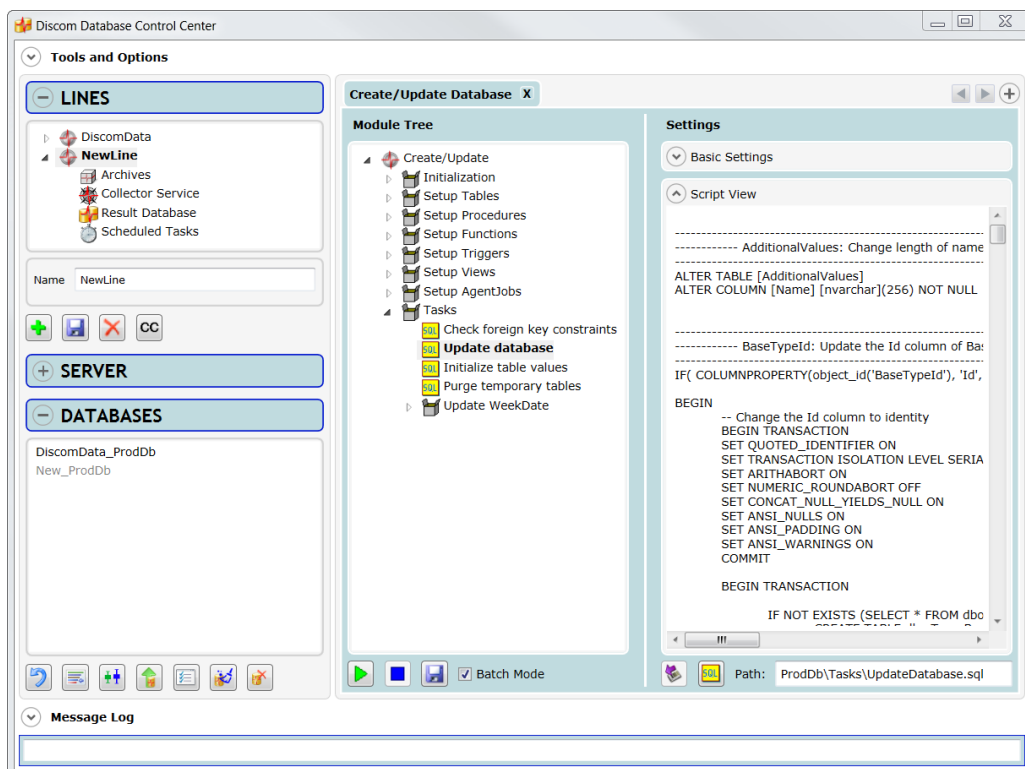 Discom Database Control Center
Tools and Options
LINES
DiscomData
NewLine
Archives
Collector Service
Result Database
Scheduled Tasks
Name NewLine
CC
SERVER
DATABASES
DiscomData_ProdDb
New_ProdDb
Create/Update Database X
Module Tree
Create/Update
Initialization
Setup Tables
Setup Procedures
Setup Functions
Setup Triggers
Setup Views
Setup AgentJobs
Tasks
SQL Check foreign key constraints
SQL Update database
SQL Initialize table values
SQL Purge temporary tables
Update WeekDate
Batch Mode
Settings
Basic Settings
Script View
------------ AdditionalValues: Change length of name
ALTER TABLE [AdditionalValues]
ALTER COLUMN [Name] [nvarchar](256) NOT NULL
------------ BaseTypeId: Update the Id column of Bas
IF( COLUMNPROPERTY(object_id('BaseTypeId'), 'Id',
BEGIN
-- Change the Id column to identity
BEGIN TRANSACTION
SET QUOTED_IDENTIFIER ON
SET TRANSACTION ISOLATION LEVEL SERIA
SET ARITHABORT ON
SET NUMERIC_ROUNDABORT OFF
SET CONCAT_NULL_YIELDS_NULL ON
SET ANSI_NULLS ON
SET ANSI_PADDING ON
SET ANSI_WARNINGS ON
COMMIT
BEGIN TRANSACTION
IF NOT EXISTS (SELECT * FROM dbo
SQL Path: ProdDb\Tasks\UpdateDatabase.sql
Message Log